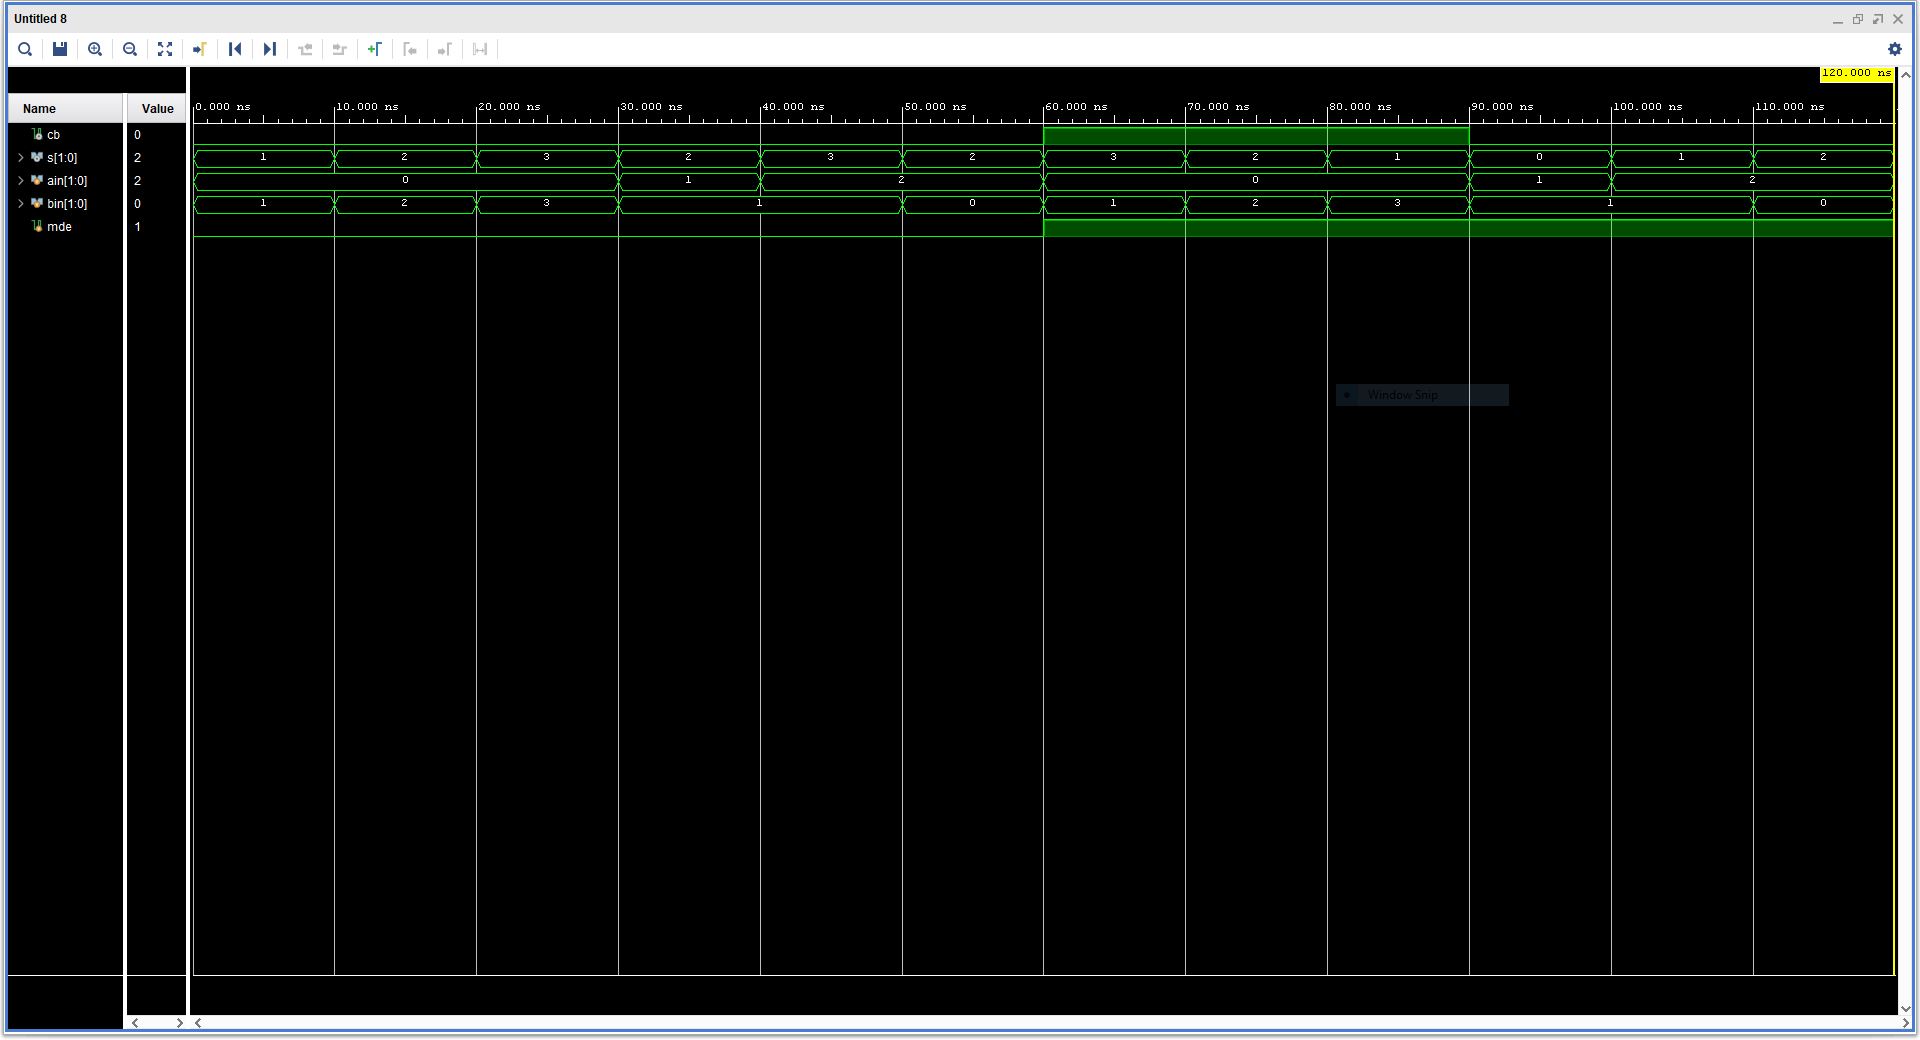 Untitled 8
120.000 ns
Name Value
0.000 ns 10.000 ns 20.000 ns 30.000 ns 40.000 ns 50.000 ns 60.000 ns 70.000 ns 80.000 ns 90.000 ns 100.000 ns 110.000 ns
cb 0
s[1:0] 2 1 2 3 2 3 2 3 2 1 0 1 2
ain[1:0] 2 0 1 2 0 1 2
bin[1:0] 0 1 2 3 1 0 1 2 3 1 0
mde 1
Window Snip